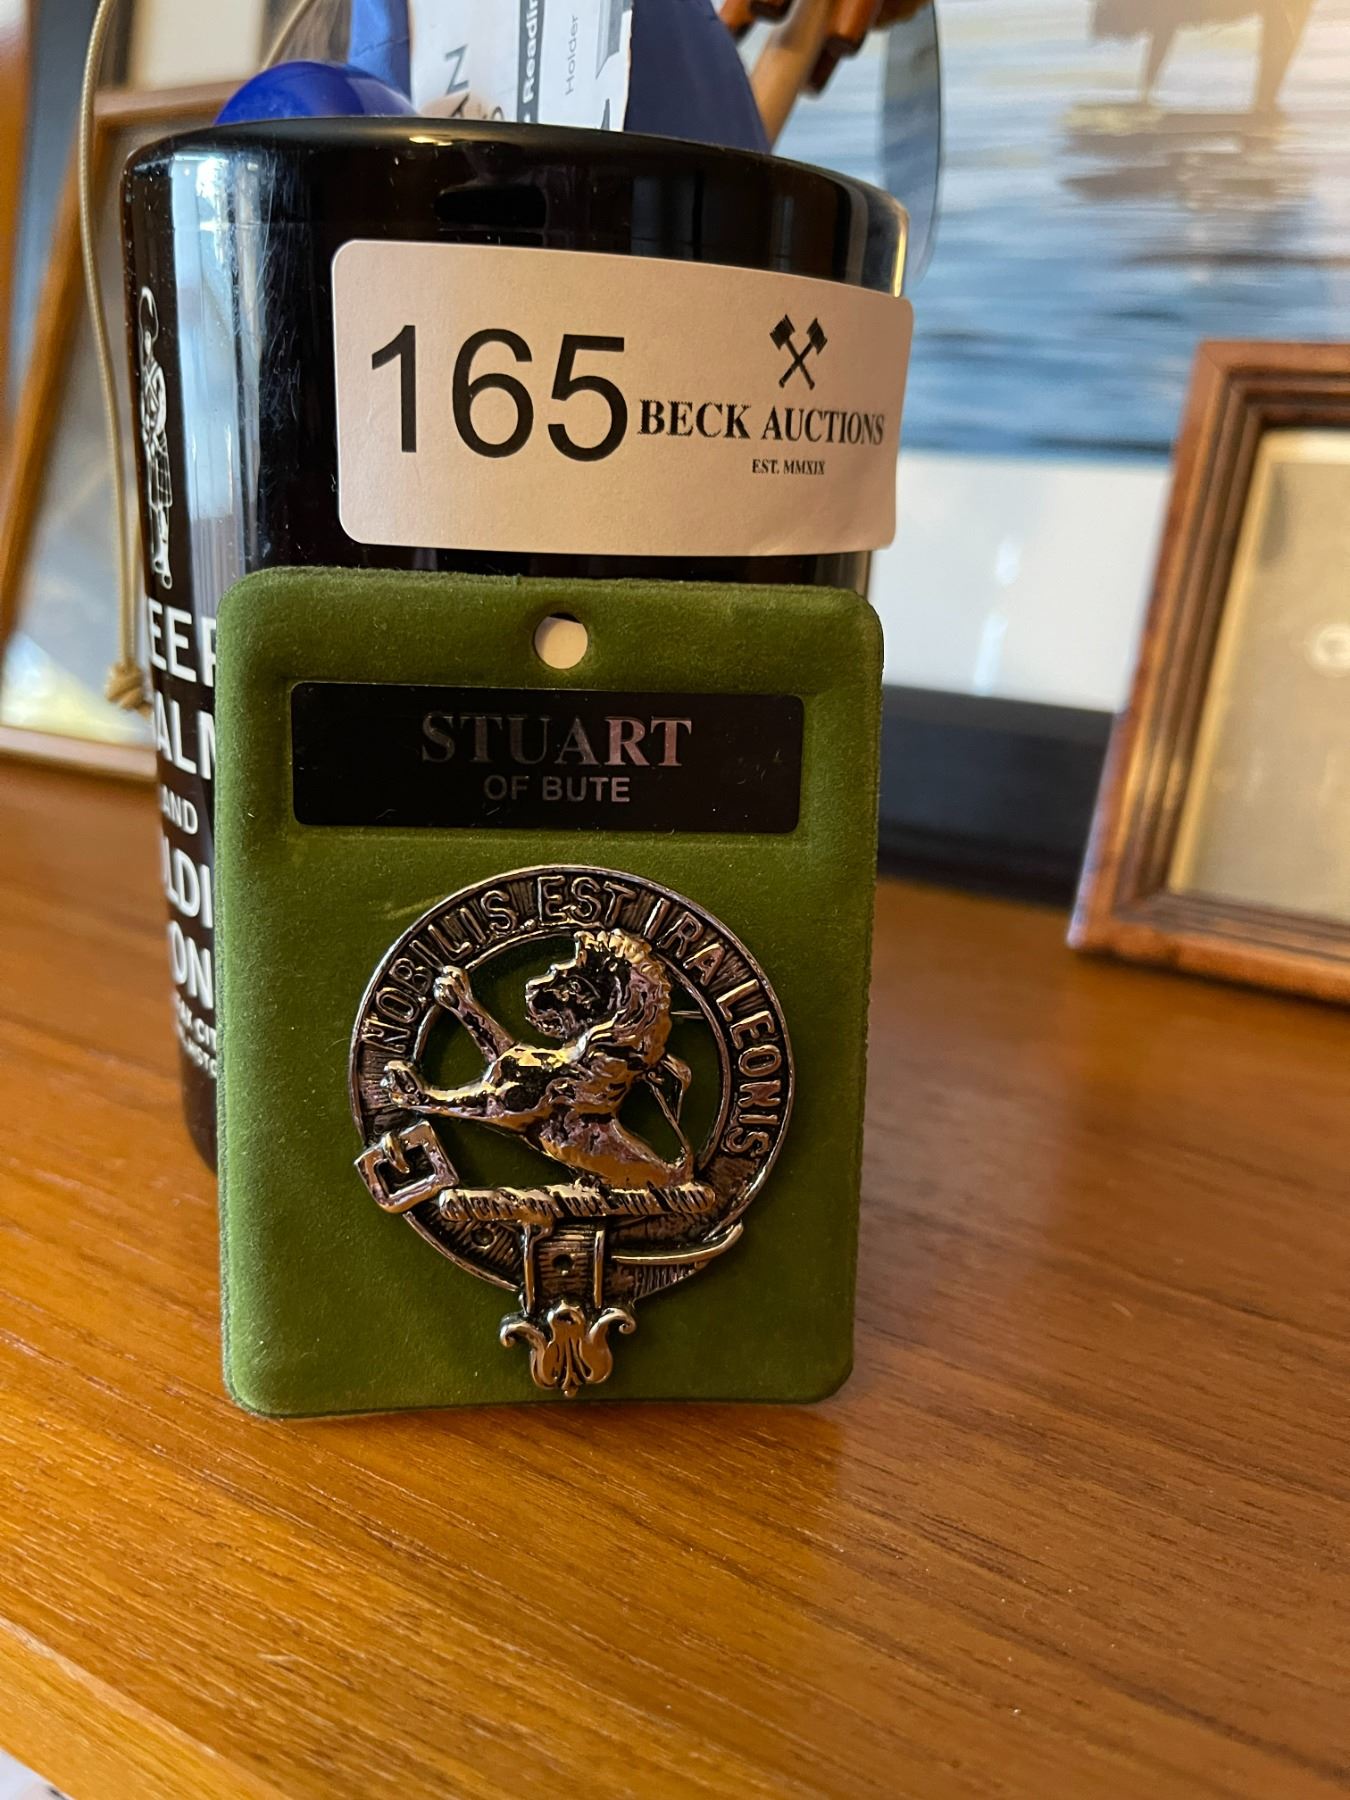 Holder
165
BECK AUCTIONS
EST. MMXIX
STUART
OF BUTE
NOBILIS EST IRA LEONIS
AND